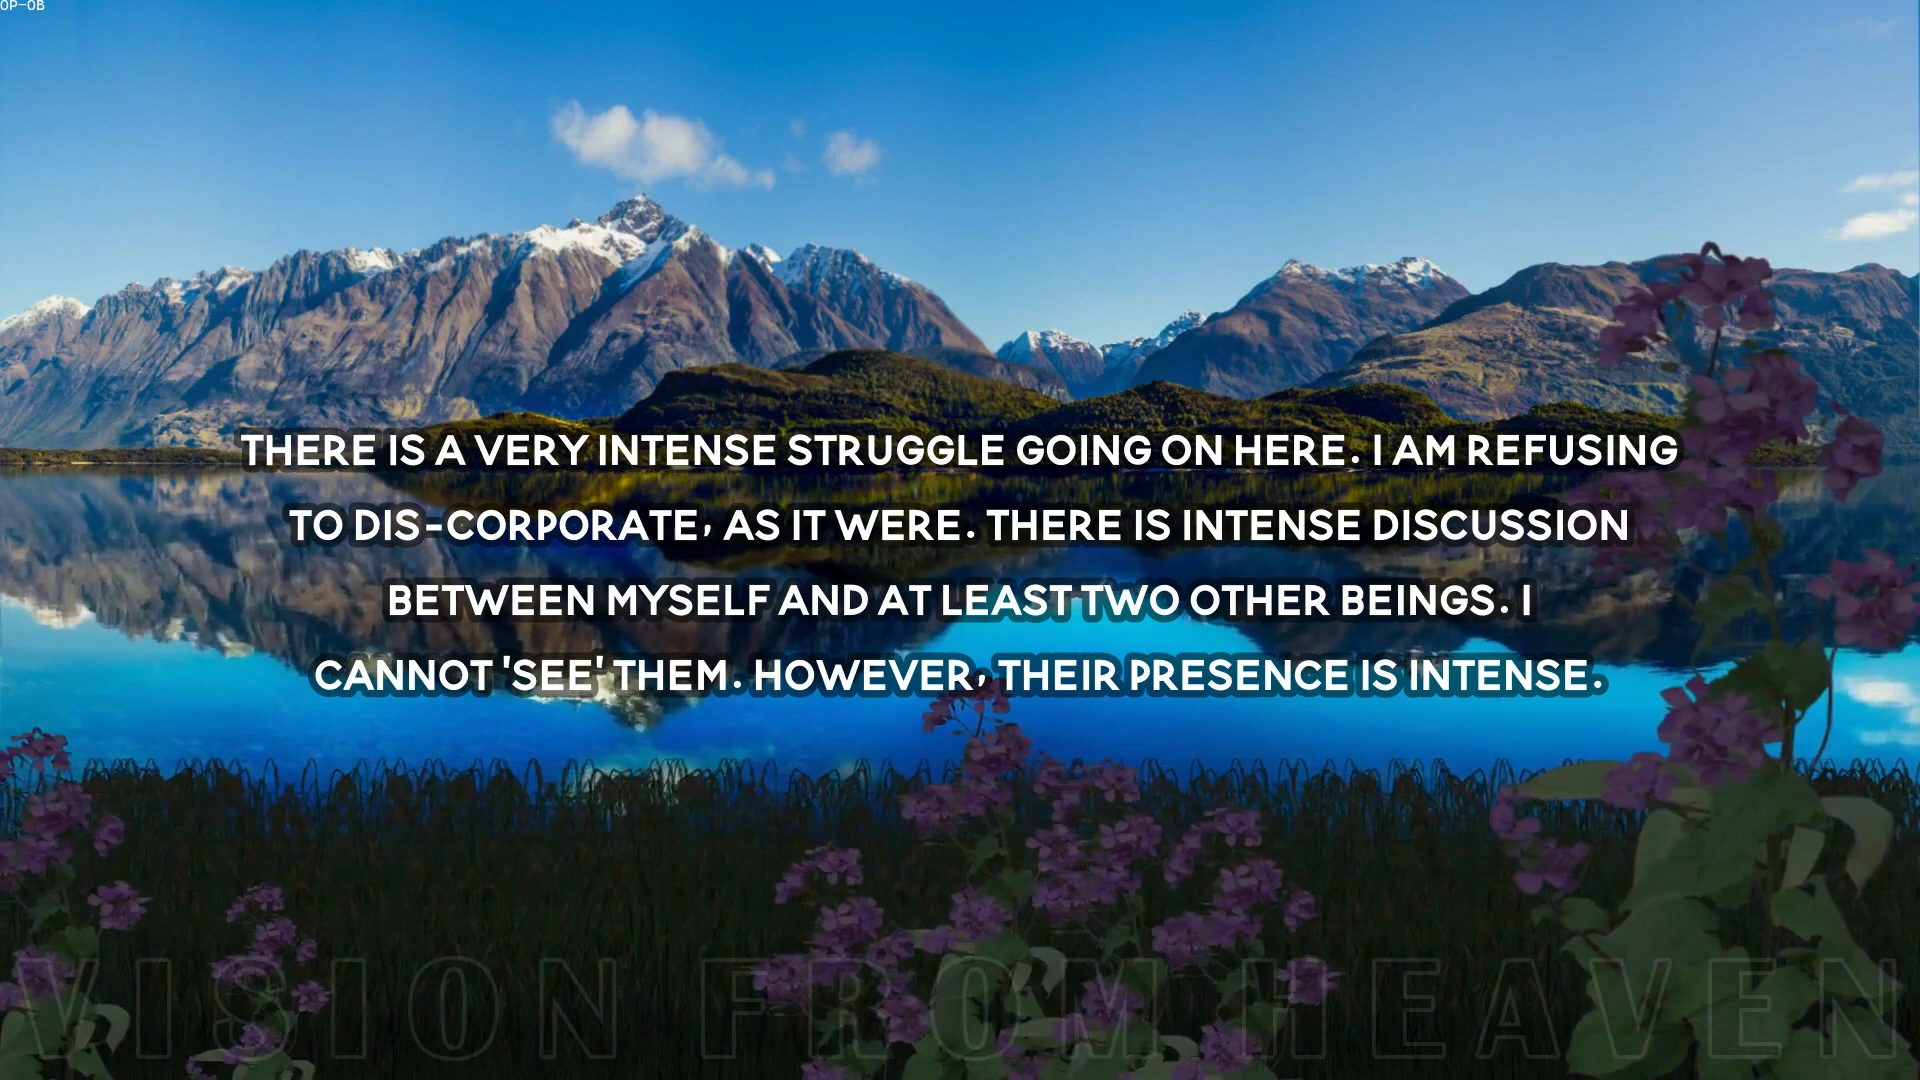 OP-OB
THERE IS A VERY INTENSE STRUGGLE GOING ON HERE. I AM REFUSING
TO DIS-CORPORATE, AS IT WERE. THERE IS INTENSE DISCUSSION
BETWEEN MYSELF AND AT LEAST TWO OTHER BEINGS. I
CANNOT 'SEE' THEM. HOWEVER, THEIR PRESENCE IS INTENSE.
VISION FROM HEAVEN